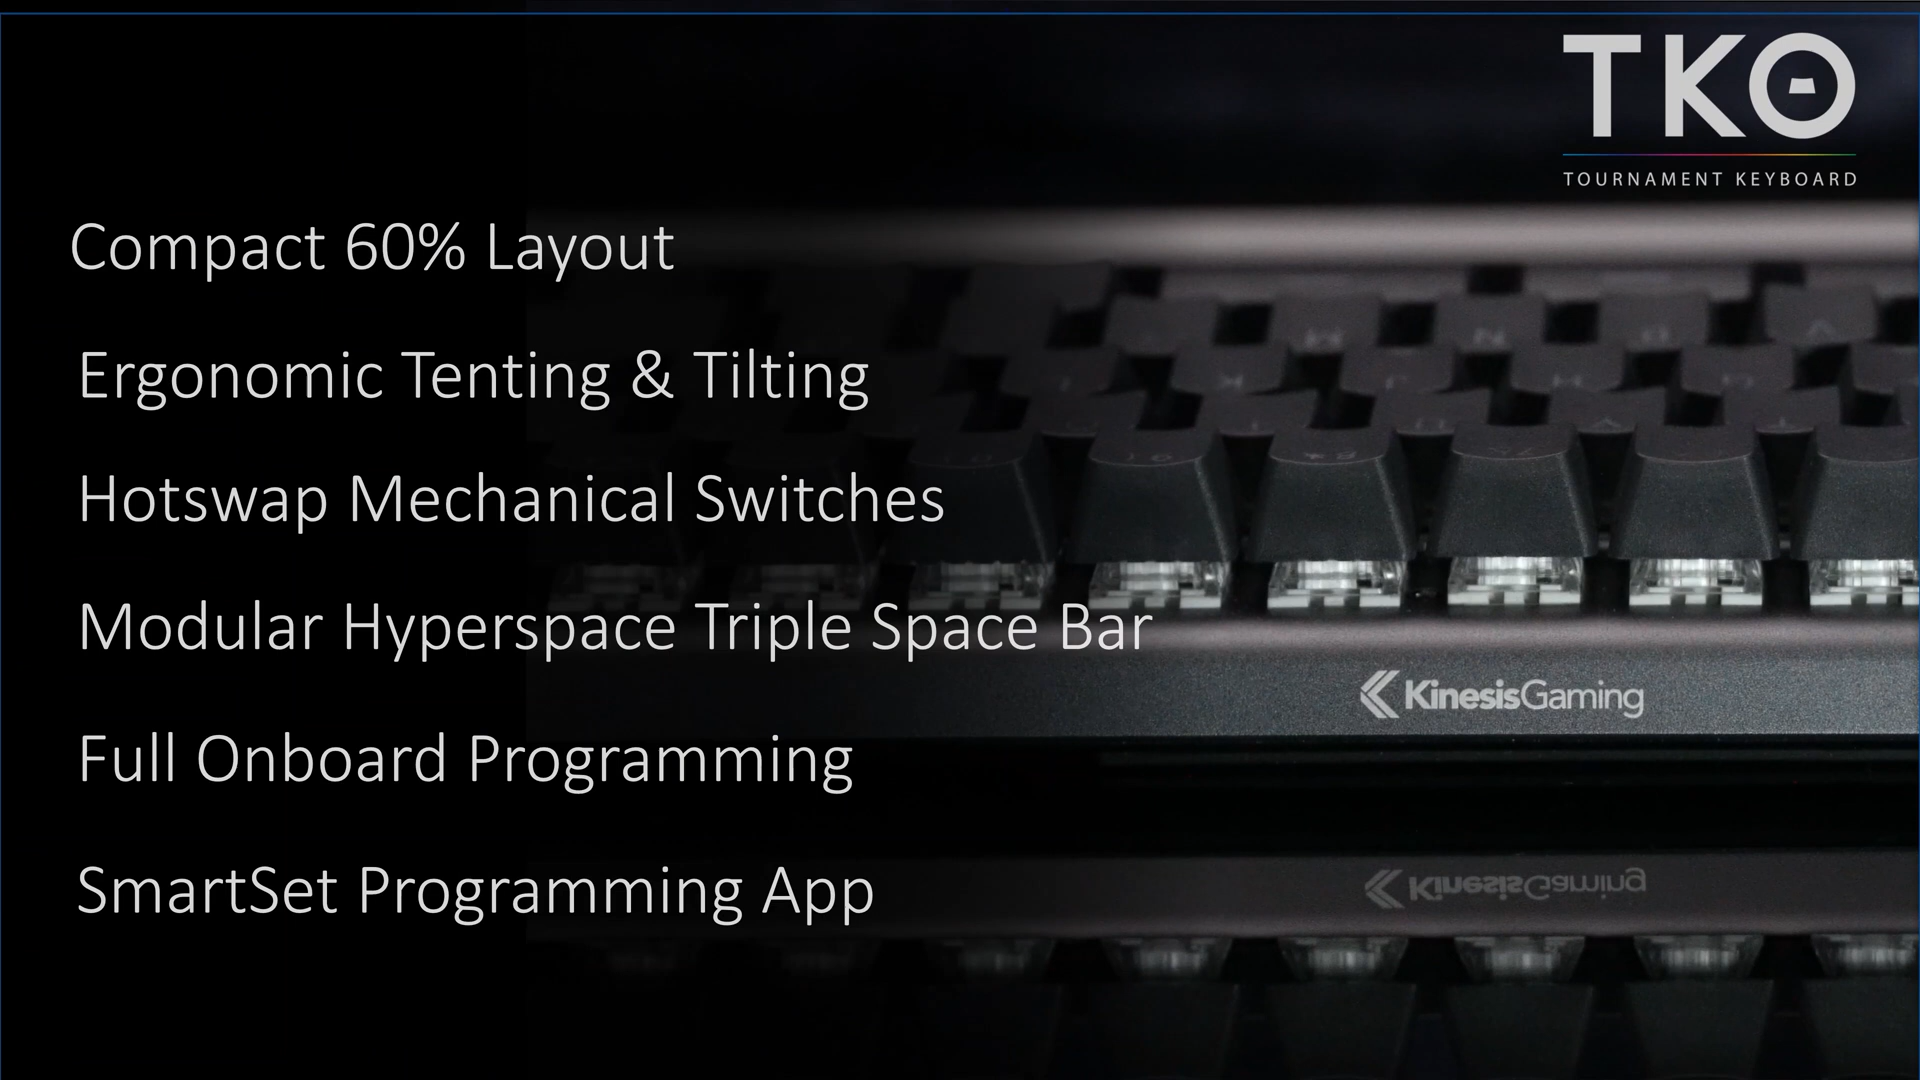 TKO
TOURNAMENT KEYBOARD
Compact 60% Layout
Ergonomic Tenting & Tilting
Hotswap Mechanical Switches
Modular Hyperspace Triple Space Bar
KinesisGaming
Full Onboard Programming
SmartSet Programming App
KinesisGaming